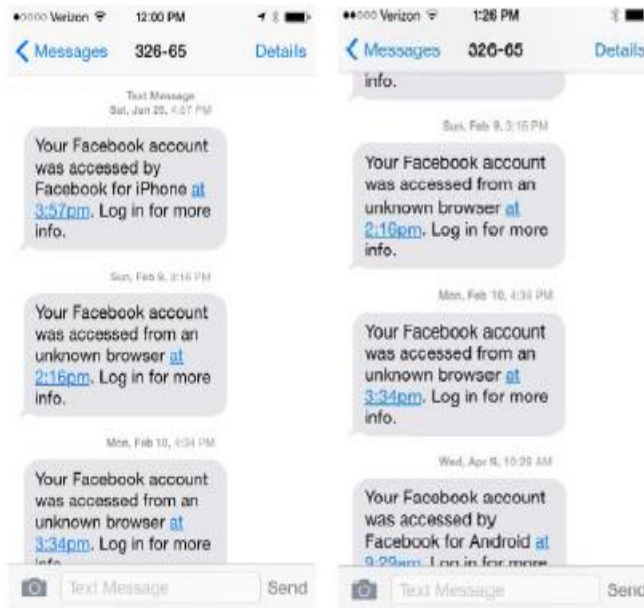 Verizon 12:00 PM
Messages 326-65 Details
Text Message
Sat, Jan 25, 4:57 PM
Your Facebook account
was accessed by
Facebook for iPhone at
3:57pm. Log in for more
info.
Sun, Feb 9, 3:16 PM
Your Facebook account
was accessed from an
unknown browser at
2:16pm. Log in for more
info.
Mon, Feb 10, 4:34 PM
Your Facebook account
was accessed from an
unknown browser at
3:34pm. Log in for more
info.
Text Message Send
Verizon 1:26 PM
Messages 326-65 Details
info.
Sun, Feb 9, 3:16 PM
Your Facebook account
was accessed from an
unknown browser at
2:16pm. Log in for more
info.
Mon, Feb 10, 4:34 PM
Your Facebook account
was accessed from an
unknown browser at
3:34pm. Log in for more
info.
Wed, Apr 9, 10:29 AM
Your Facebook account
was accessed by
Facebook for Android at
9:29am. Log in for more
Text Message Send